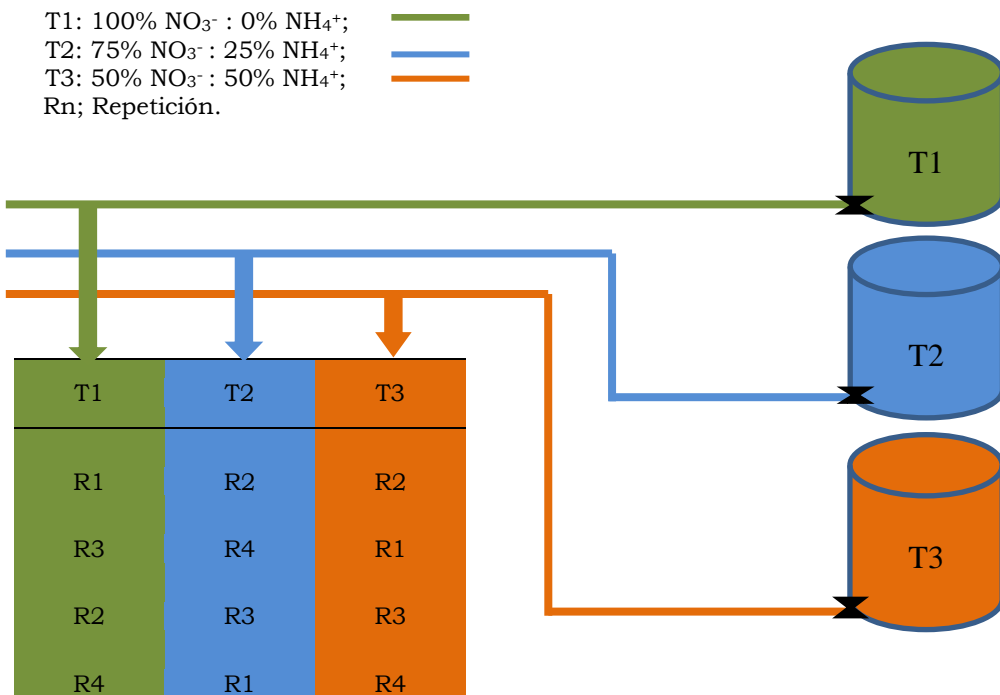 T1: 100% NO₃⁻ : 0% NH₄⁺;
T2: 75% NO₃⁻ : 25% NH₄⁺;
T3: 50% NO₃⁻ : 50% NH₄⁺;
Rn; Repetición.
T1
T2
T3
T1 T2 T3
R1 R2 R2
R3 R4 R1
R2 R3 R3
R4 R1 R4